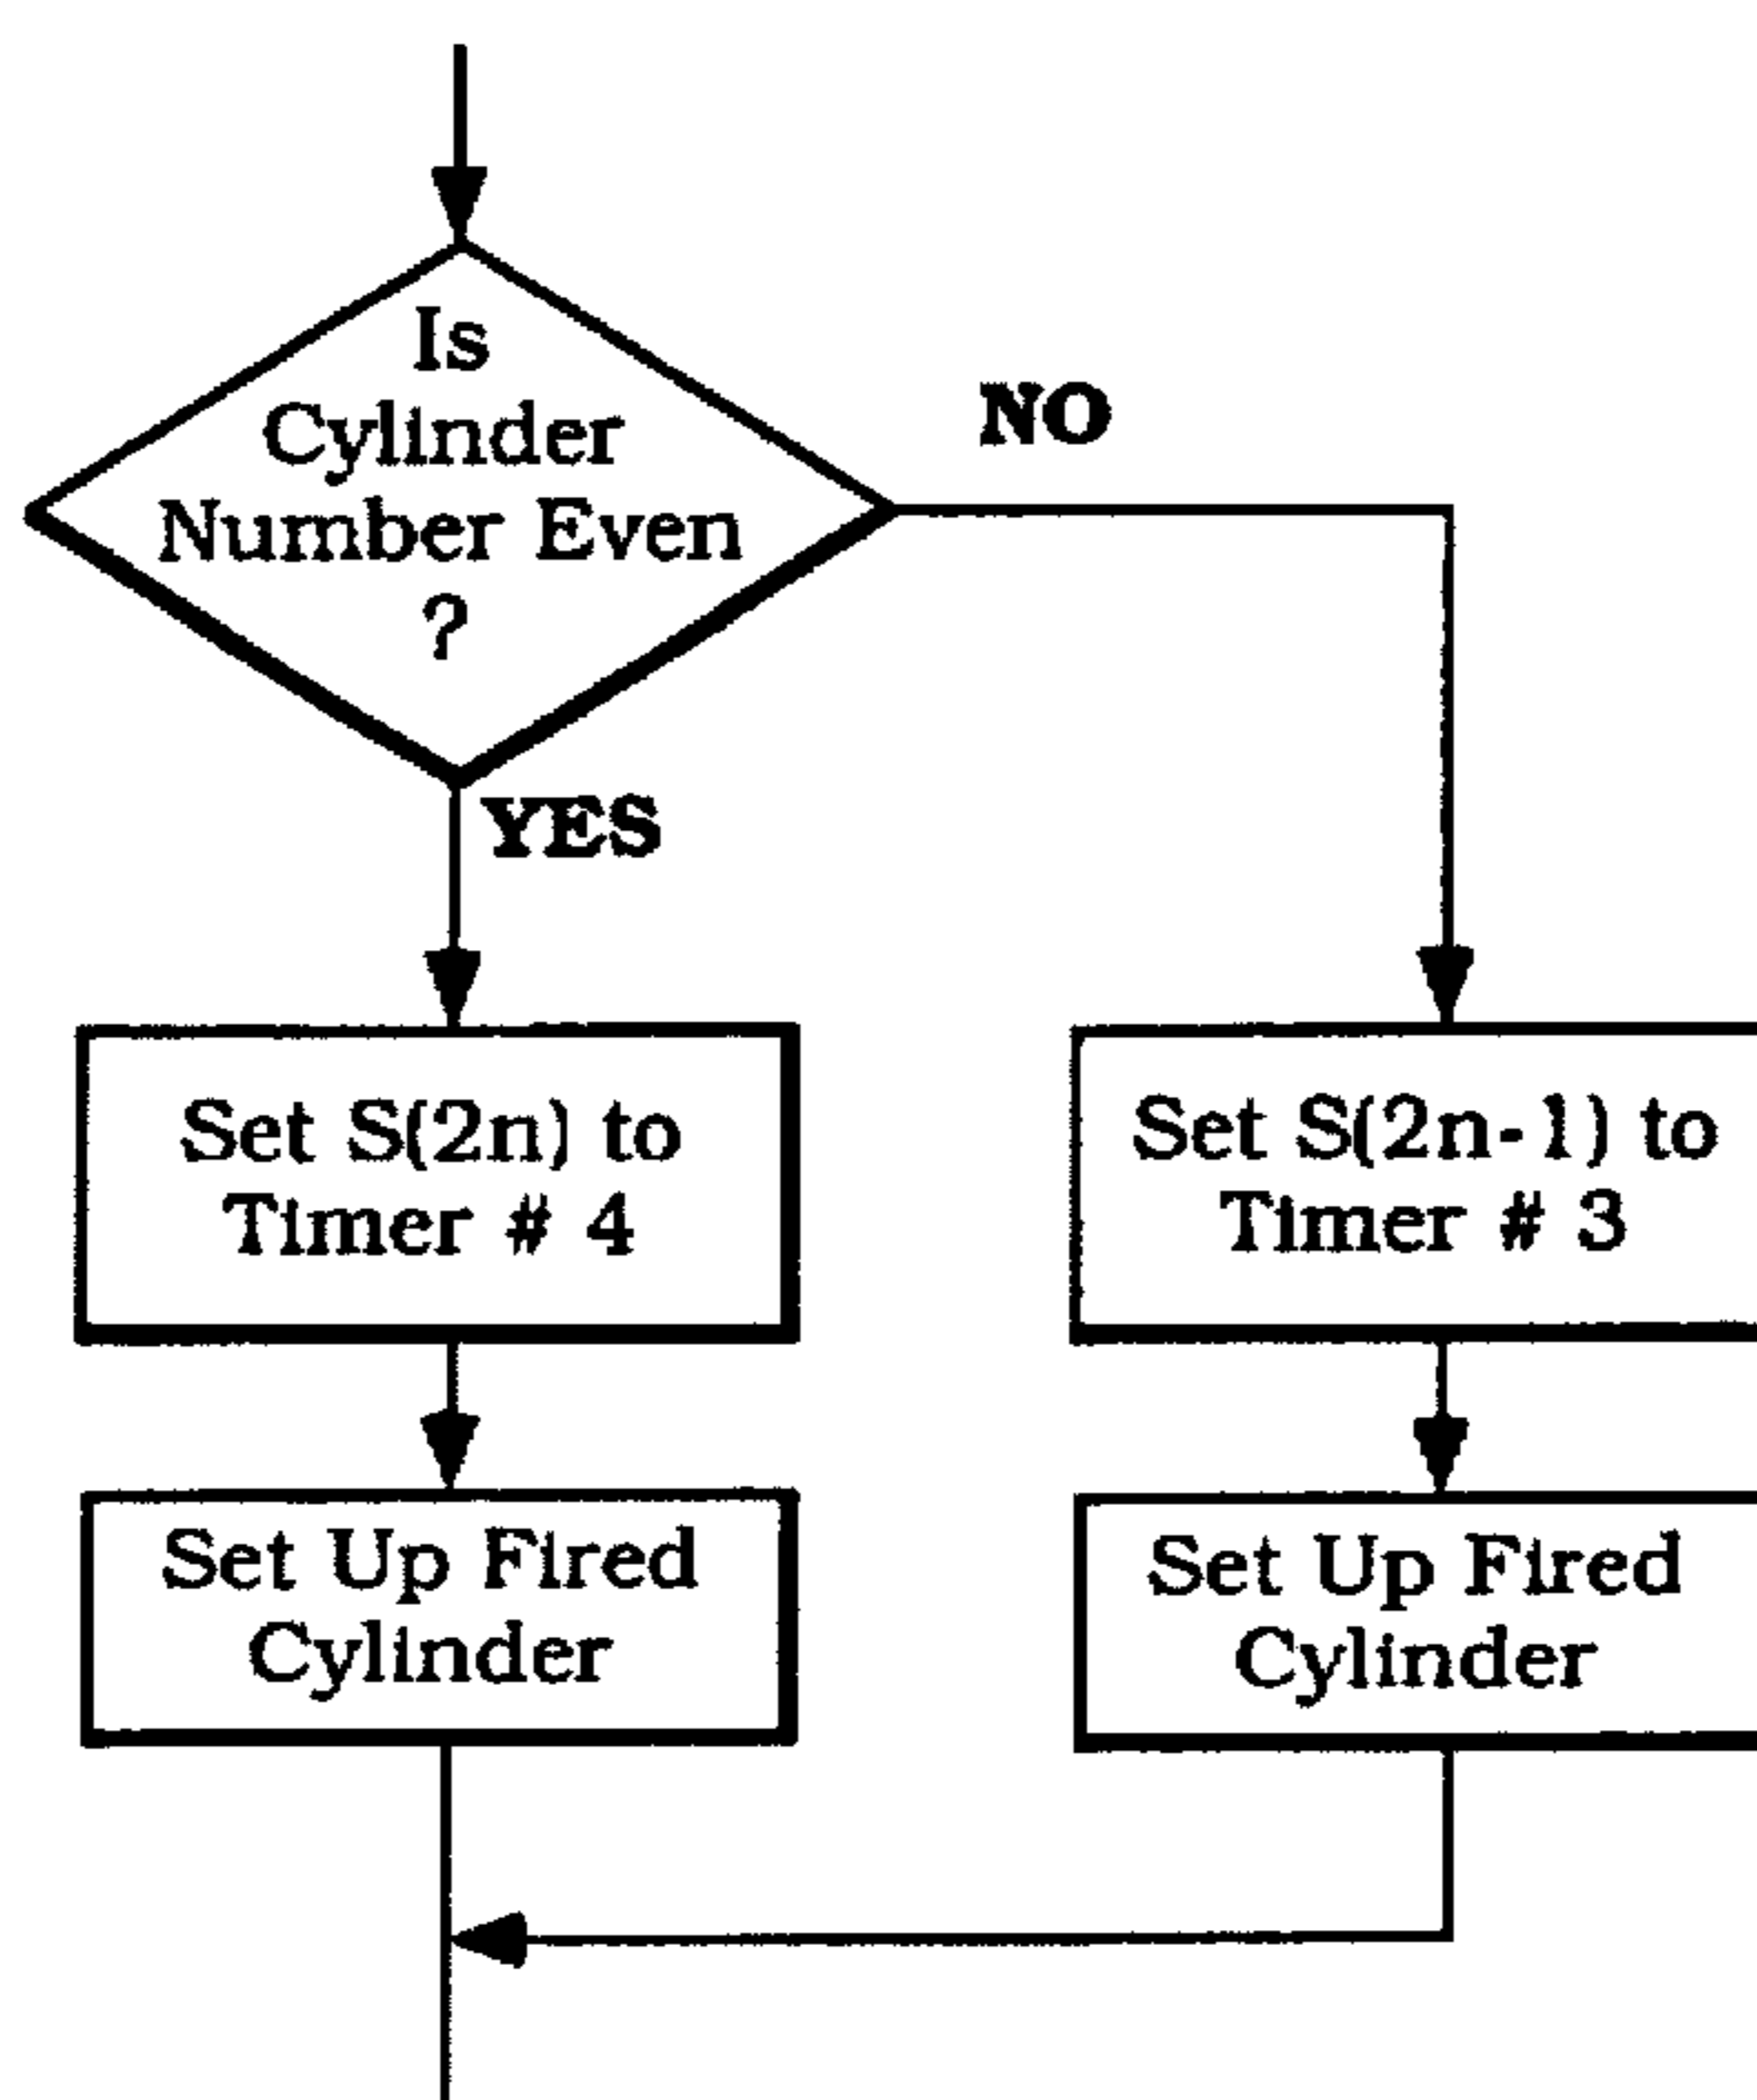 Is
Cylinder
Number Even
?
NO
YES
Set S(2n) to
Timer # 4
Set S(2n-1) to
Timer # 3
Set Up Fired
Cylinder
Set Up Fired
Cylinder